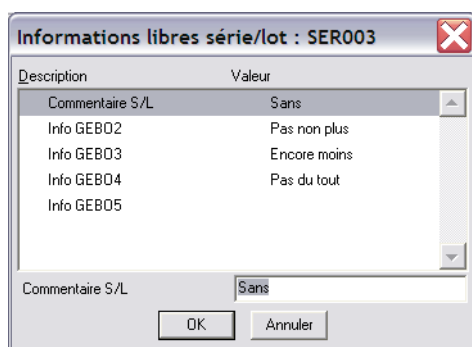 Informations libres série/lot : SER003
Description Valeur
Commentaire S/L Sans
Info GEBO2 Pas non plus
Info GEBO3 Encore moins
Info GEBO4 Pas du tout
Info GEBO5
Commentaire S/L Sans
OK Annuler